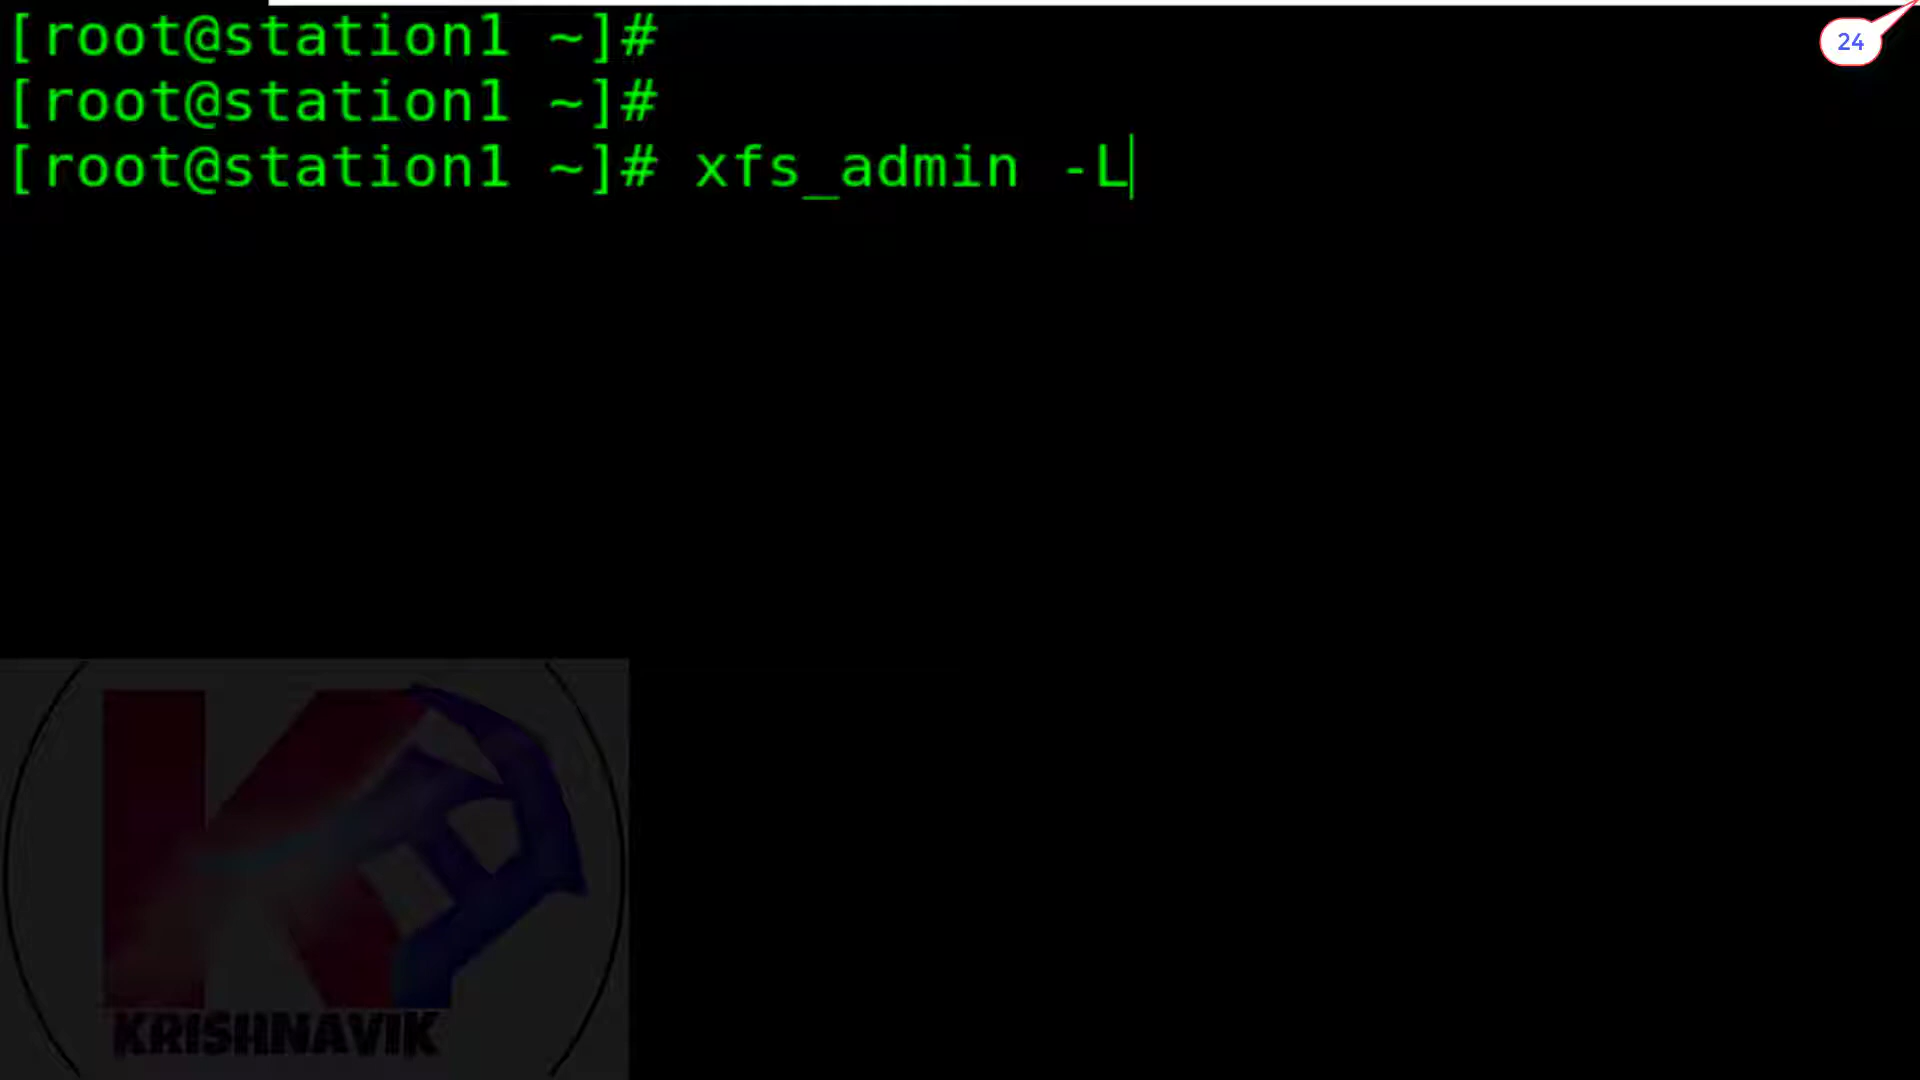 [root@station1 ~]#
24
[root@station1 ~]#
[root@station1 ~]# xfs_admin -L
KRISHNAVIK